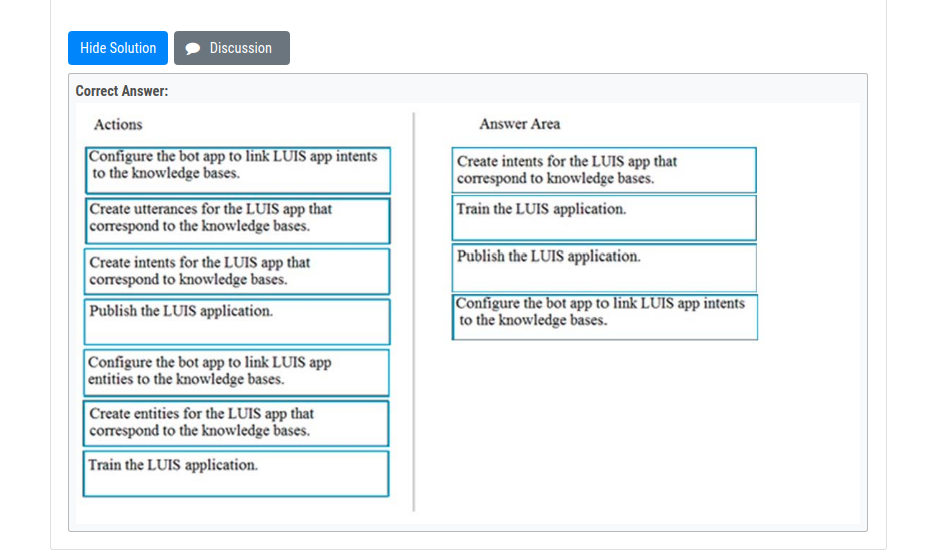 Hide Solution
Discussion
Correct Answer:
Actions
Configure the bot app to link LUIS app intents
to the knowledge bases.
Create utterances for the LUIS app that
correspond to the knowledge bases.
Create intents for the LUIS app that
correspond to knowledge bases.
Publish the LUIS application.
Configure the bot app to link LUIS app
entities to the knowledge bases.
Create entities for the LUIS app that
correspond to the knowledge bases.
Train the LUIS application.
Answer Area
Create intents for the LUIS app that
correspond to knowledge bases.
Train the LUIS application.
Publish the LUIS application.
Configure the bot app to link LUIS app intents
to the knowledge bases.